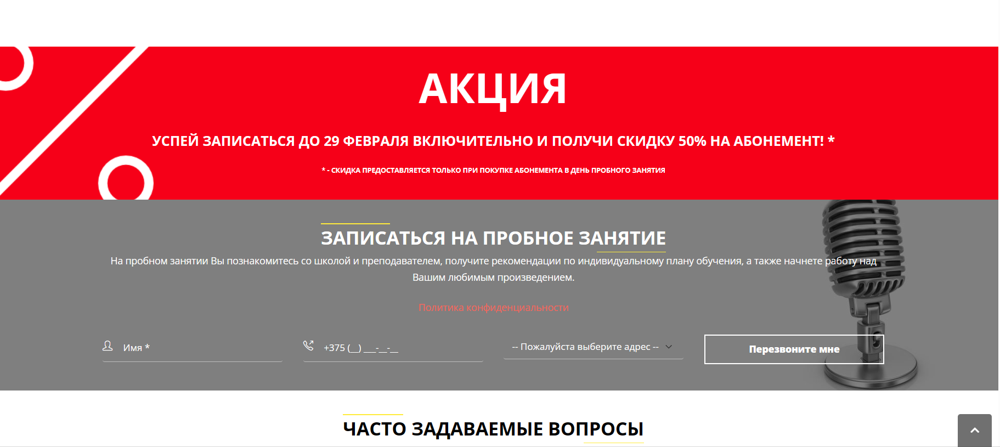 АКЦИЯ
УСПЕЙ ЗАПИСАТЬСЯ ДО 29 ФЕВРАЛЯ ВКЛЮЧИТЕЛЬНО И ПОЛУЧИ СКИДКУ 50% НА АБОНЕМЕНТ! *
* - СКИДКА ПРЕДОСТАВЛЯЕТСЯ ТОЛЬКО ПРИ ПОКУПКЕ АБОНЕМЕНТА В ДЕНЬ ПРОБНОГО ЗАНЯТИЯ
ЗАПИСАТЬСЯ НА ПРОБНОЕ ЗАНЯТИЕ
На пробном занятии Вы познакомитесь со школой и преподавателем, получите рекомендации по индивидуальному плану обучения, а также начнете работу над
Вашим любимым произведением.
Политика конфиденциальности
Имя *
+375 (__) ___-__-__
-- Пожалуйста выберите адрес --
Перезвоните мне
ЧАСТО ЗАДАВАЕМЫЕ ВОПРОСЫ